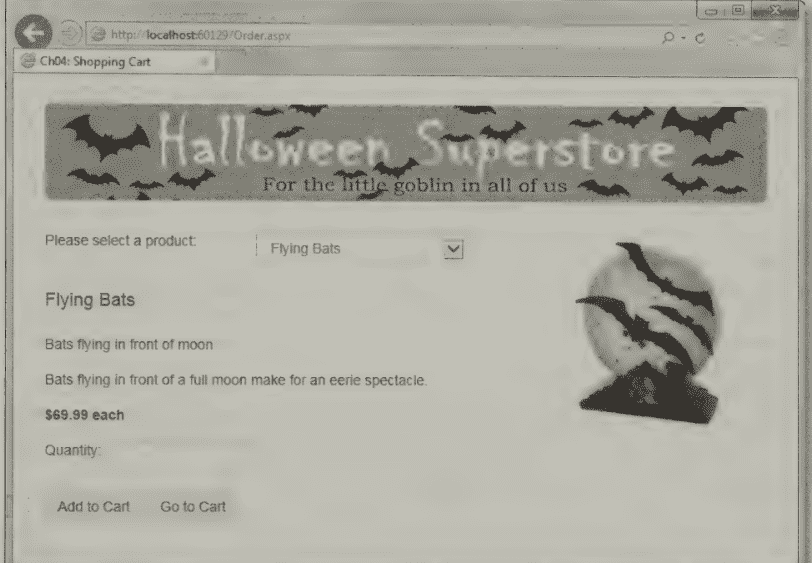 http://localhost:60129/Order.aspx
Ch04: Shopping Cart
Halloween Superstore
For the little goblin in all of us
Please select a product:
Flying Bats
Flying Bats
Bats flying in front of moon
Bats flying in front of a full moon make for an eerie spectacle.
$69.99 each
Quantity:
Add to Cart Go to Cart